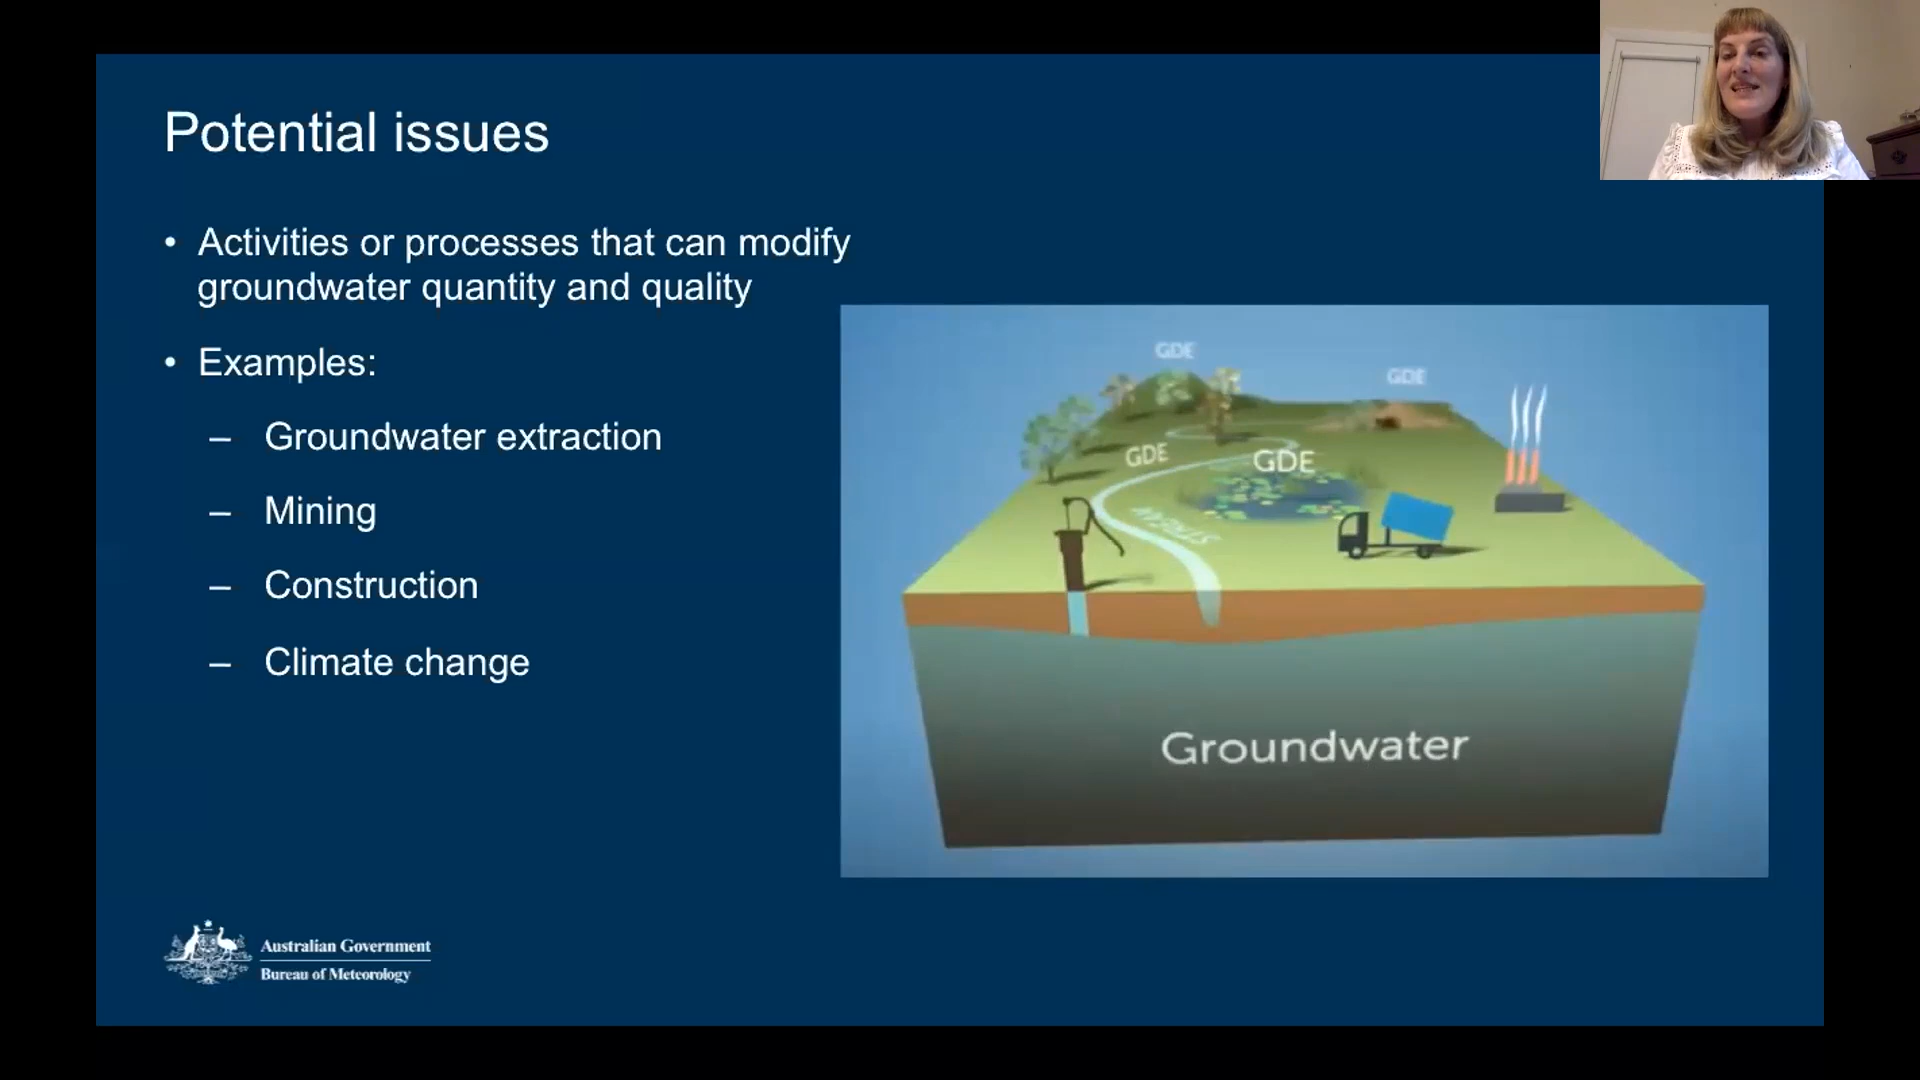 Potential issues
• Activities or processes that can modify
groundwater quantity and quality
• Examples:
– Groundwater extraction
– Mining
– Construction
– Climate change
GDE
GDE
GDE
GDE
STREAM
Groundwater
Australian Government
Bureau of Meteorology